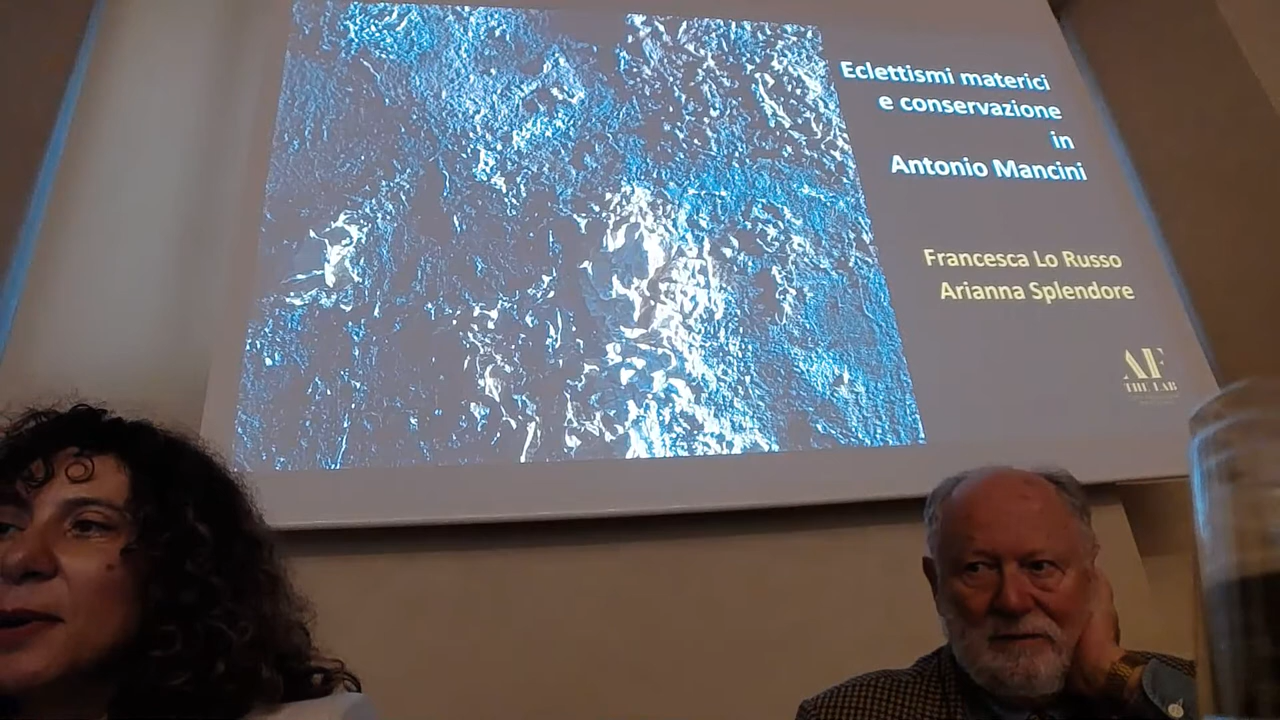 Eclettismi materici
e conservazione
in
Antonio Mancini
Francesca Lo Russo
Arianna Splendore
AF
THE LAB